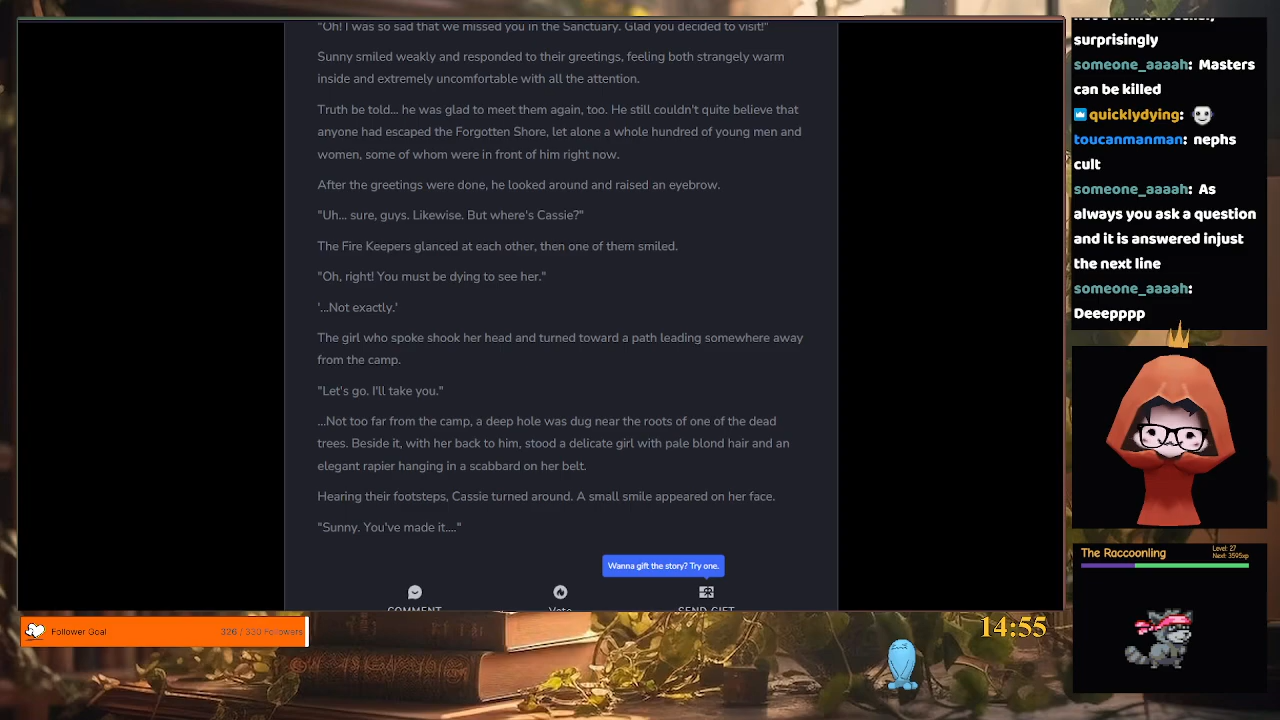 "Oh! I was so sad that we missed you in the Sanctuary. Glad you decided to visit!"
Sunny smiled weakly and responded to their greetings, feeling both strangely warm
inside and extremely uncomfortable with all the attention.
Truth be told... he was glad to meet them again, too. He still couldn't quite believe that
anyone had escaped the Forgotten Shore, let alone a whole hundred of young men and
women, some of whom were in front of him right now.
After the greetings were done, he looked around and raised an eyebrow.
"Uh... sure, guys. Likewise. But where's Cassie?"
The Fire Keepers glanced at each other, then one of them smiled.
"Oh, right! You must be dying to see her."
'...Not exactly.'
The girl who spoke shook her head and turned toward a path leading somewhere away
from the camp.
"Let's go. I'll take you."
...Not too far from the camp, a deep hole was dug near the roots of one of the dead
trees. Beside it, with her back to him, stood a delicate girl with pale blond hair and an
elegant rapier hanging in a scabbard on her belt.
Hearing their footsteps, Cassie turned around. A small smile appeared on her face.
"Sunny. You've made it...."
Wanna gift the story? Try one.
COMMENT
Vote
SEND GIFT
surprisingly
someone_aaaah: Masters
can be killed
quicklydying:
toucanmanman: nephs
cult
someone_aaaah: As
always you ask a question
and it is answered injust
the next line
someone_aaaah:
Deeepppp
The Raccoonling
Level: 27
Next: 3595xp
Follower Goal
326 / 330 Followers
14:55